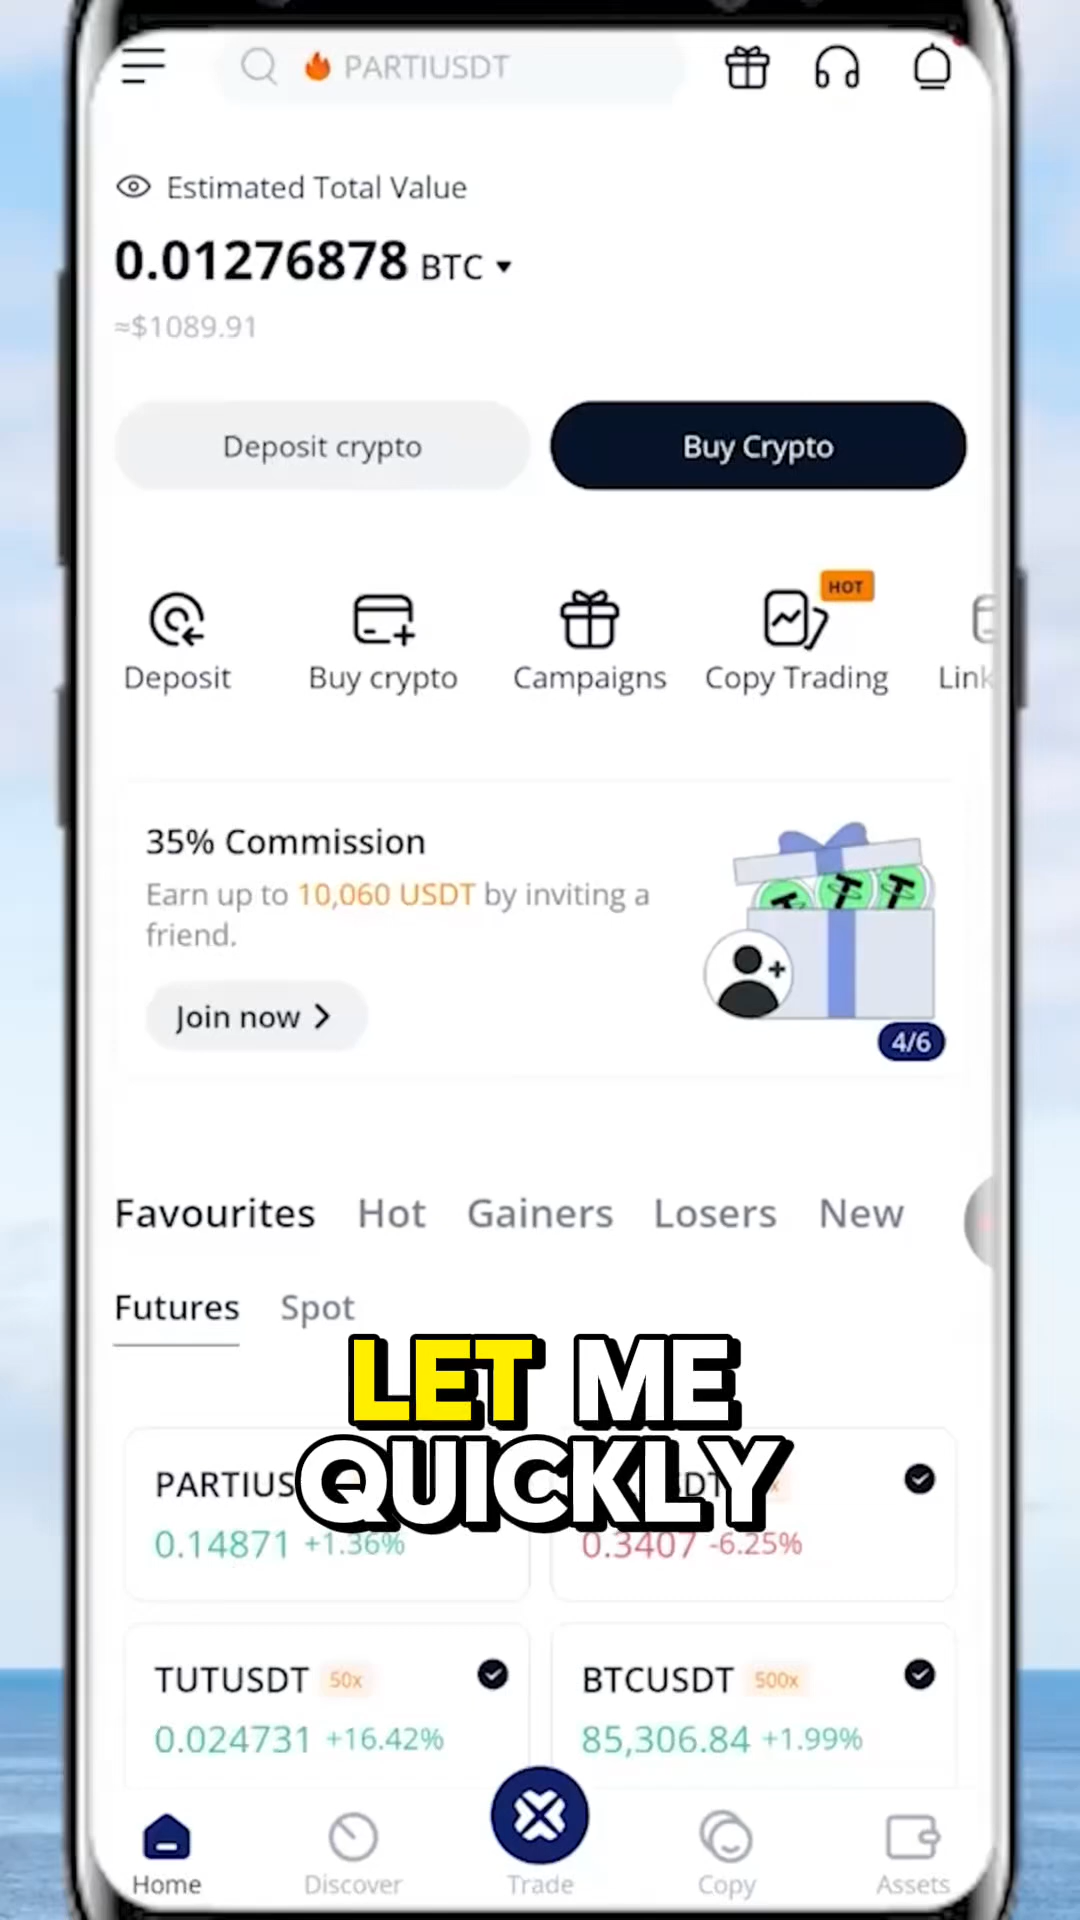 PARTIUSDT
Estimated Total Value
0.01276878 BTC
≈$1089.91
Deposit crypto
Buy Crypto
HOT
Deposit
Buy crypto
Campaigns
Copy Trading
Link
35% Commission
Earn up to 10,060 USDT by inviting a
friend.
Join now
4/6
Favourites Hot Gainers Losers New
Futures Spot
LET ME
QUICKLY
PARTIUS
0.14871 +1.36%
DT
0.3407 -6.25%
TUTUSDT 50x
0.024731 +16.42%
BTCUSDT 500x
85,306.84 +1.99%
Home
Discover
Trade
Copy
Assets